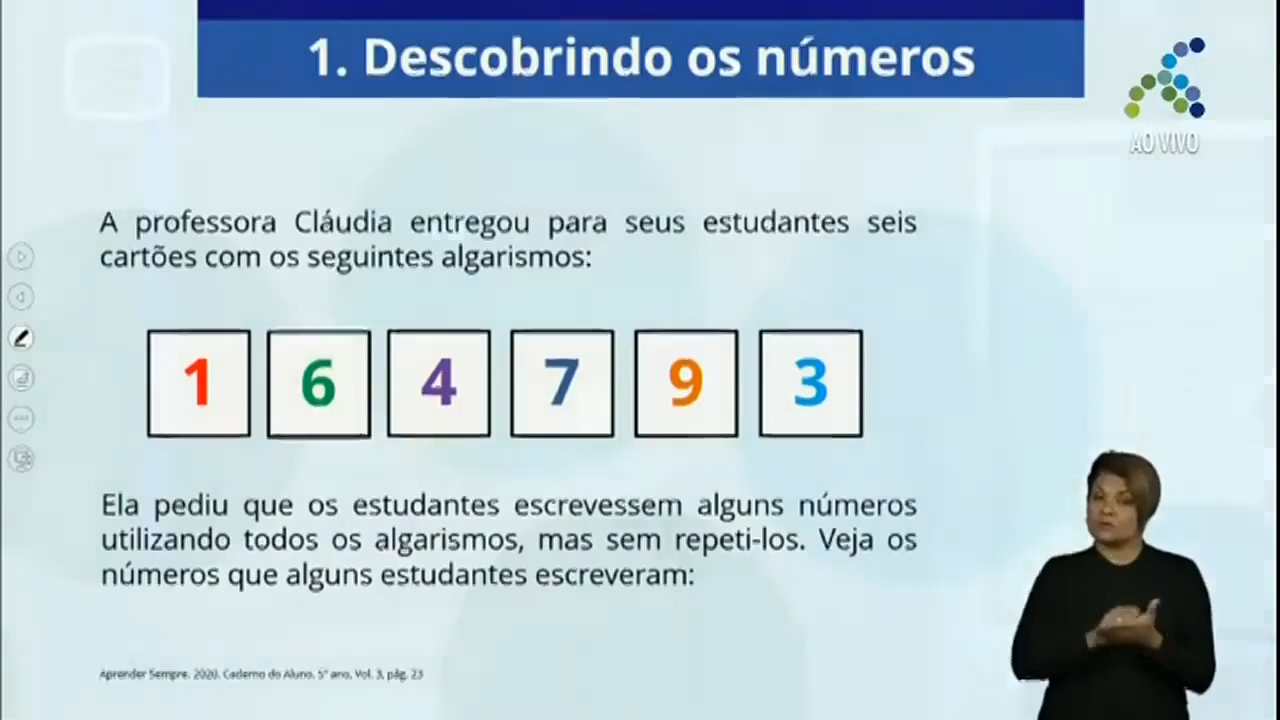 1. Descobrindo os números
AO VIVO
A professora Cláudia entregou para seus estudantes seis
cartões com os seguintes algarismos:
1 6 4 7 9 3
Ela pediu que os estudantes escrevessem alguns números
utilizando todos os algarismos, mas sem repeti-los. Veja os
números que alguns estudantes escreveram:
Aprender Sempre. 2020. Caderno do Aluno. 5º ano, Vol. 3, pág. 23